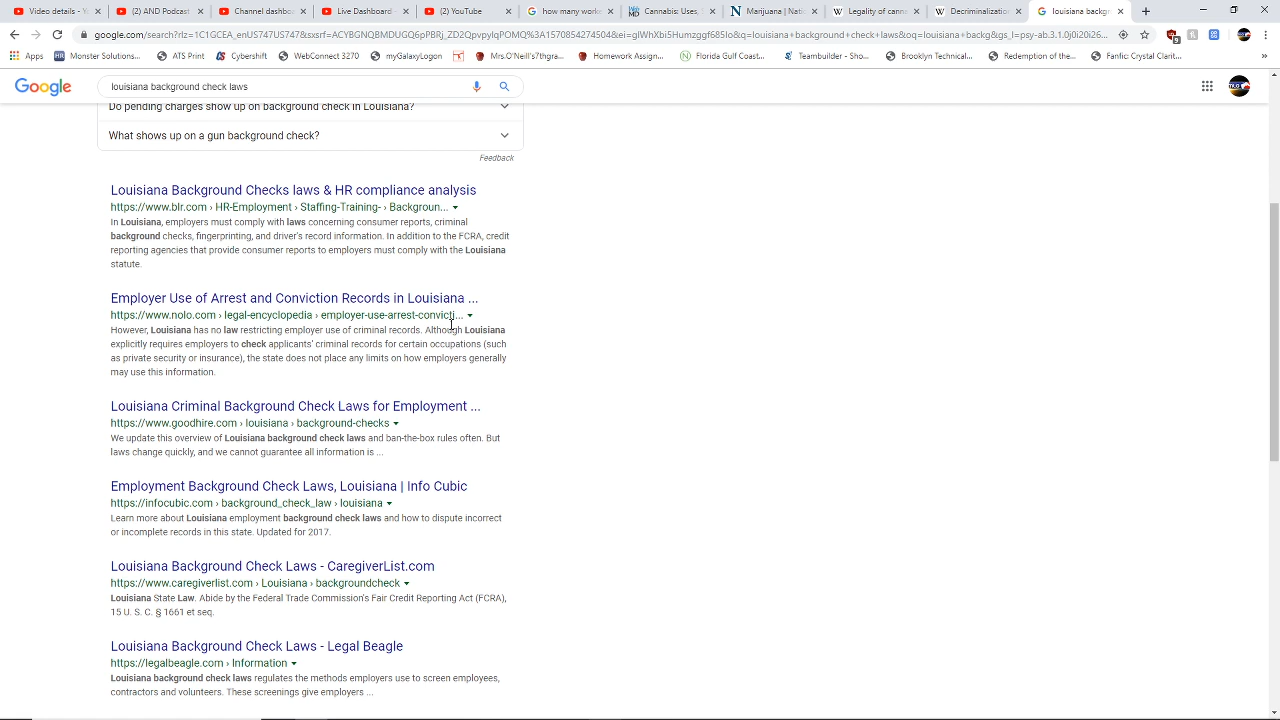 Video details - Y
(2) AND Podcast
Channel dashbo
Live Dashboard -
(2) YouTube
how many worke
Cannabis: Uses,
Marijuana | Natio
Legality of cannа
Decriminalizatio
louisiana backgr
google.com/search?rlz=1C1GCEA_enUS747US747&sxsrf=
Apps
Monster Solutions...
ATS Print
Cybershift
WebConnect 3270
myGalaxyLogon
Mrs.O'Neill's7thgra...
Homework Assign...
Florida Gulf Coast...
Teambuilder - Sho...
Brooklyn Technical...
Redemption of the...
Fanfic: Crystal Clarit...
Google
louisiana background check laws
Do pending charges show up on background check in Louisiana?
What shows up on a gun background check?
Feedback
Louisiana Background Checks laws & HR compliance analysis
https://www.blr.com › HR-Employment › Staffing-Training- › Backgroun...
In Louisiana, employers must comply with laws concerning consumer reports, criminal
background checks, fingerprinting, and driver's record information. In addition to the FCRA, credit
reporting agencies that provide consumer reports to employers must comply with the Louisiana
statute.
Employer Use of Arrest and Conviction Records in Louisiana ...
https://www.nolo.com › legal-encyclopedia › employer-use-arrest-convicti...
However, Louisiana has no law restricting employer use of criminal records. Although Louisiana
explicitly requires employers to check applicants' criminal records for certain occupations (such
as private security or insurance), the state does not place any limits on how employers generally
may use this information.
Louisiana Criminal Background Check Laws for Employment ...
https://www.goodhire.com › louisiana › background-checks
We update this overview of Louisiana background check laws and ban-the-box rules often. But
laws change quickly, and we cannot guarantee all information is ...
Employment Background Check Laws, Louisiana | Info Cubic
https://infocubic.com › background_check_law › louisiana
Learn more about Louisiana employment background check laws and how to dispute incorrect
or incomplete records in this state. Updated for 2017.
Louisiana Background Check Laws - CaregiverList.com
https://www.caregiverlist.com › Louisiana › backgroundcheck
Louisiana State Law. Abide by the Federal Trade Commission's Fair Credit Reporting Act (FCRA),
15 U. S. C. § 1661 et seq.
Louisiana Background Check Laws - Legal Beagle
https://legalbeagle.com › Information
Louisiana background check laws regulates the methods employers use to screen employees,
contractors and volunteers. These screenings give employers ...